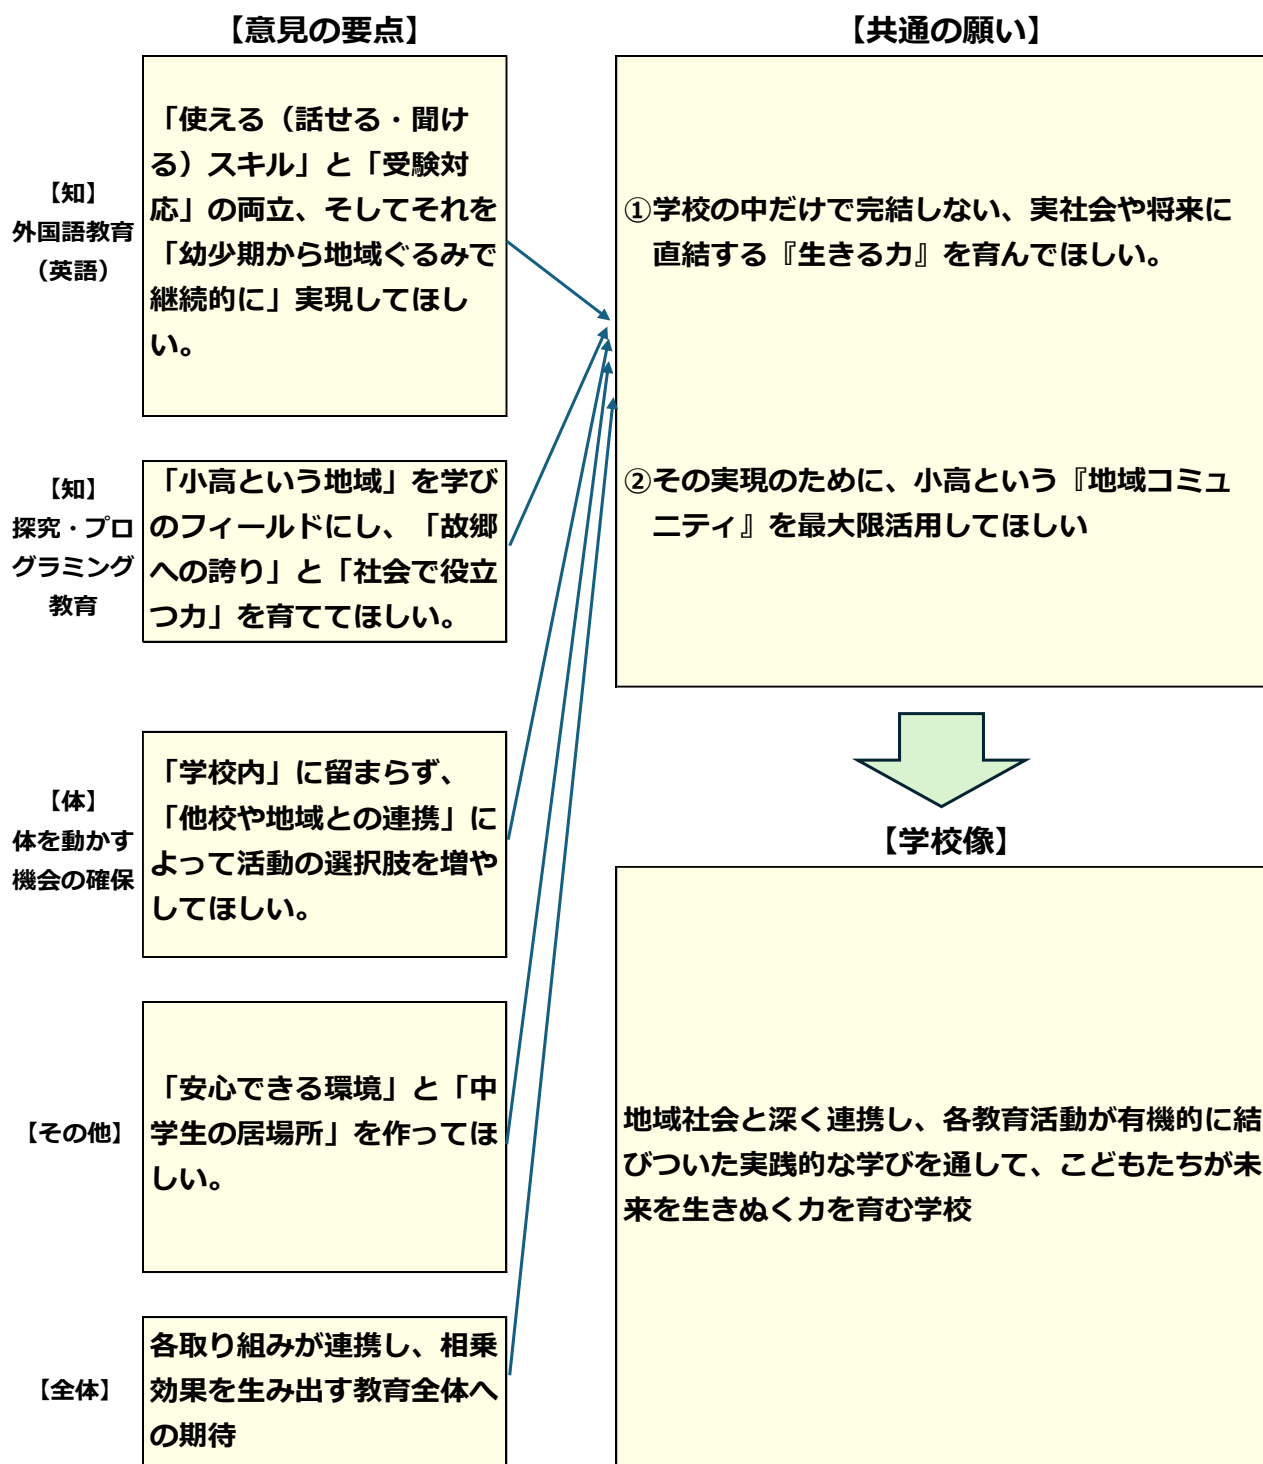 【意見の要点】
【知】
外国語教育
（英語）
「使える（話せる・聞け
る）スキル」と「受験対
応」の両立、そしてそれを
「幼少期から地域ぐるみで
継続的に」実現してほし
い。
【知】
探究・プロ
グラミング
教育
「小高という地域」を学び
のフィールドにし、「故郷
への誇り」と「社会で役立
つ力」を育ててほしい。
【体】
体を動かす
機会の確保
「学校内」に留まらず、
「他校や地域との連携」に
よって活動の選択肢を増や
してほしい。
【その他】
「安心できる環境」と「中
学生の居場所」を作ってほ
しい。
【全体】
各取り組みが連携し、相乗
効果を生み出す教育全体へ
の期待
【共通の願い】
①学校の中だけで完結しない、実社会や将来に
直結する『生きる力』を育んでほしい。
②その実現のために、小高という『地域コミュ
ニティ』を最大限活用してほしい
【学校像】
地域社会と深く連携し、各教育活動が有機的に結
びついた実践的な学びを通して、こどもたちが未
来を生きぬく力を育む学校